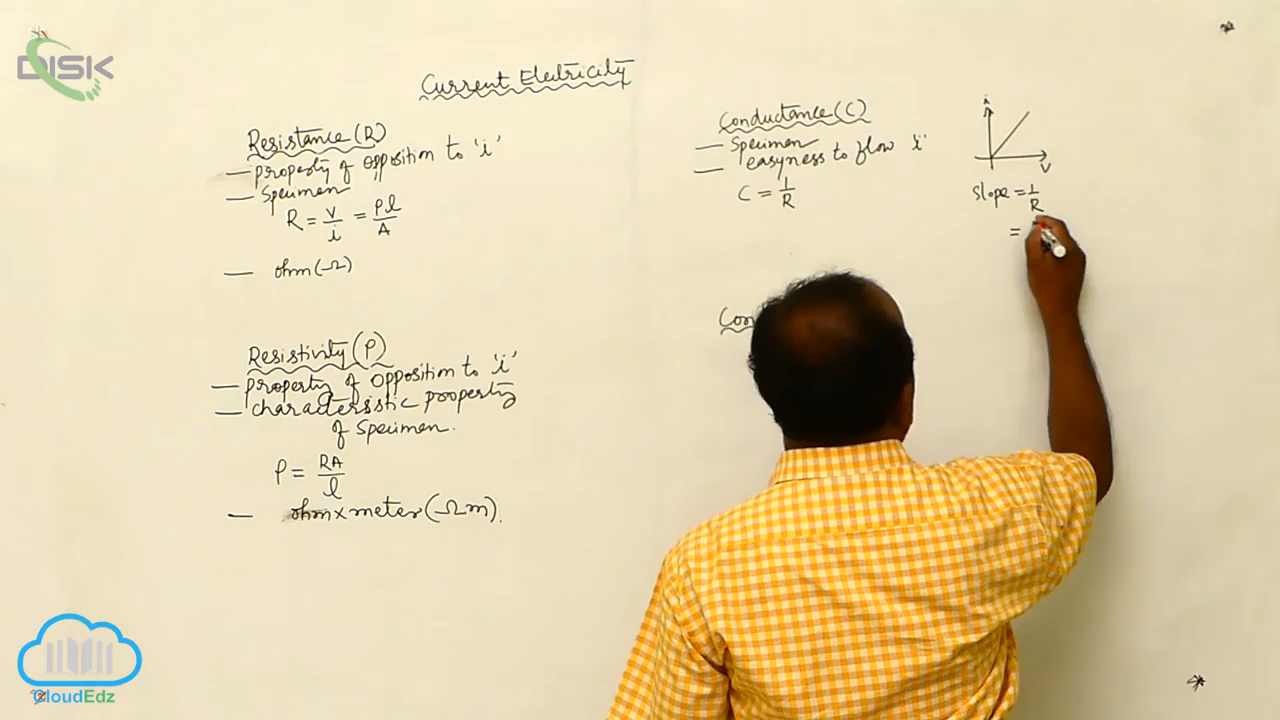 DISK
Current Electricity
Resistance (R)
— property of opposition to 'i'
— Specimen
R = V/i = ρl/A
— ohm (Ω)
Resistivity (ρ)
— property of opposition to 'i'
— characteristic property
of Specimen.
ρ = RA/l
— ohm x meter (Ωm).
Conductance (C)
— Specimen
— easyness to flow 'i'
C = 1/R
i
V
Slope = 1/R
=
Con
CloudEdz